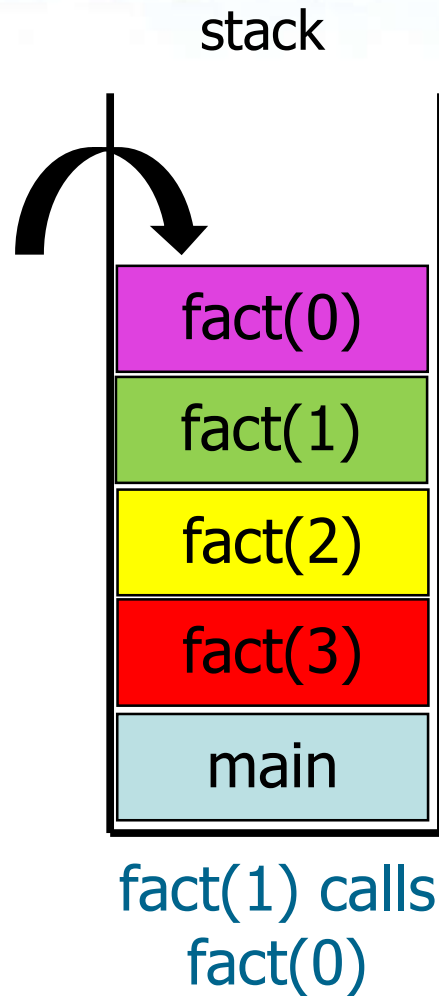 stack
fact(0)
fact(1)
fact(2)
fact(3)
main
fact(1) calls
fact(0)